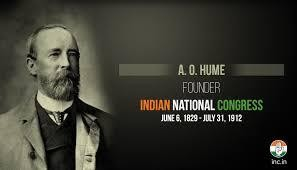 A. O. HUME
FOUNDER
INDIAN NATIONAL CONGRESS
JUNE 6, 1829 - JULY 31, 1912
inc.in